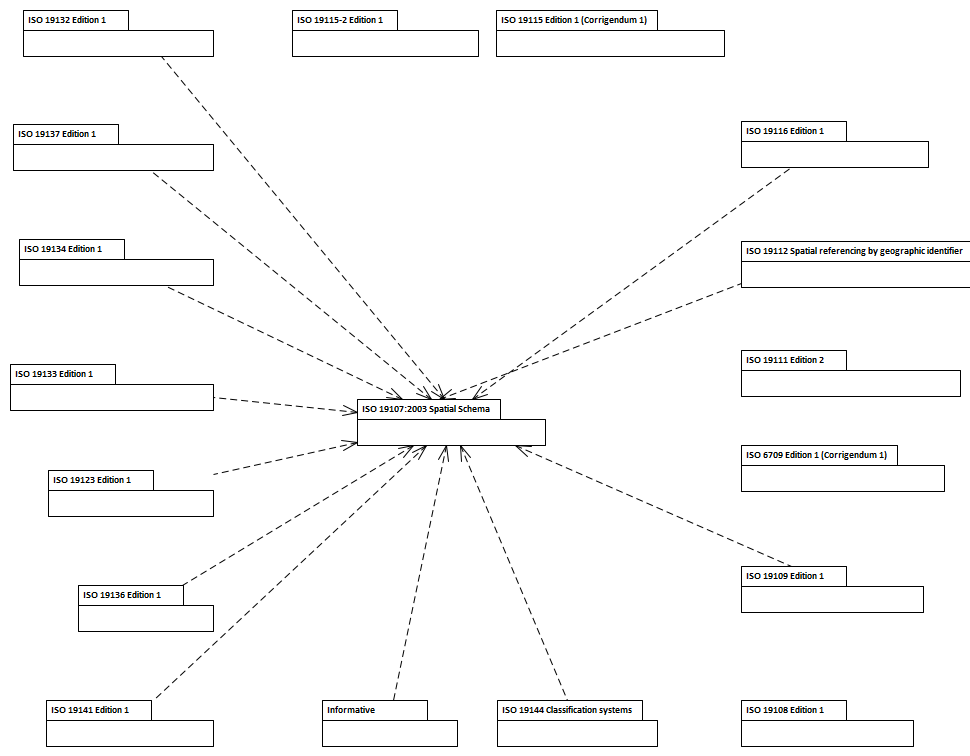 ISO 19132 Edition 1
ISO 19115-2 Edition 1
ISO 19115 Edition 1 (Corrigendum 1)
ISO 19137 Edition 1
ISO 19116 Edition 1
ISO 19134 Edition 1
ISO 19112 Spatial referencing by geographic identifier
ISO 19111 Edition 2
ISO 19133 Edition 1
ISO 19107:2003 Spatial Schema
ISO 6709 Edition 1 (Corrigendum 1)
ISO 19123 Edition 1
ISO 19109 Edition 1
ISO 19136 Edition 1
ISO 19141 Edition 1
Informative
ISO 19144 Classification systems
ISO 19108 Edition 1